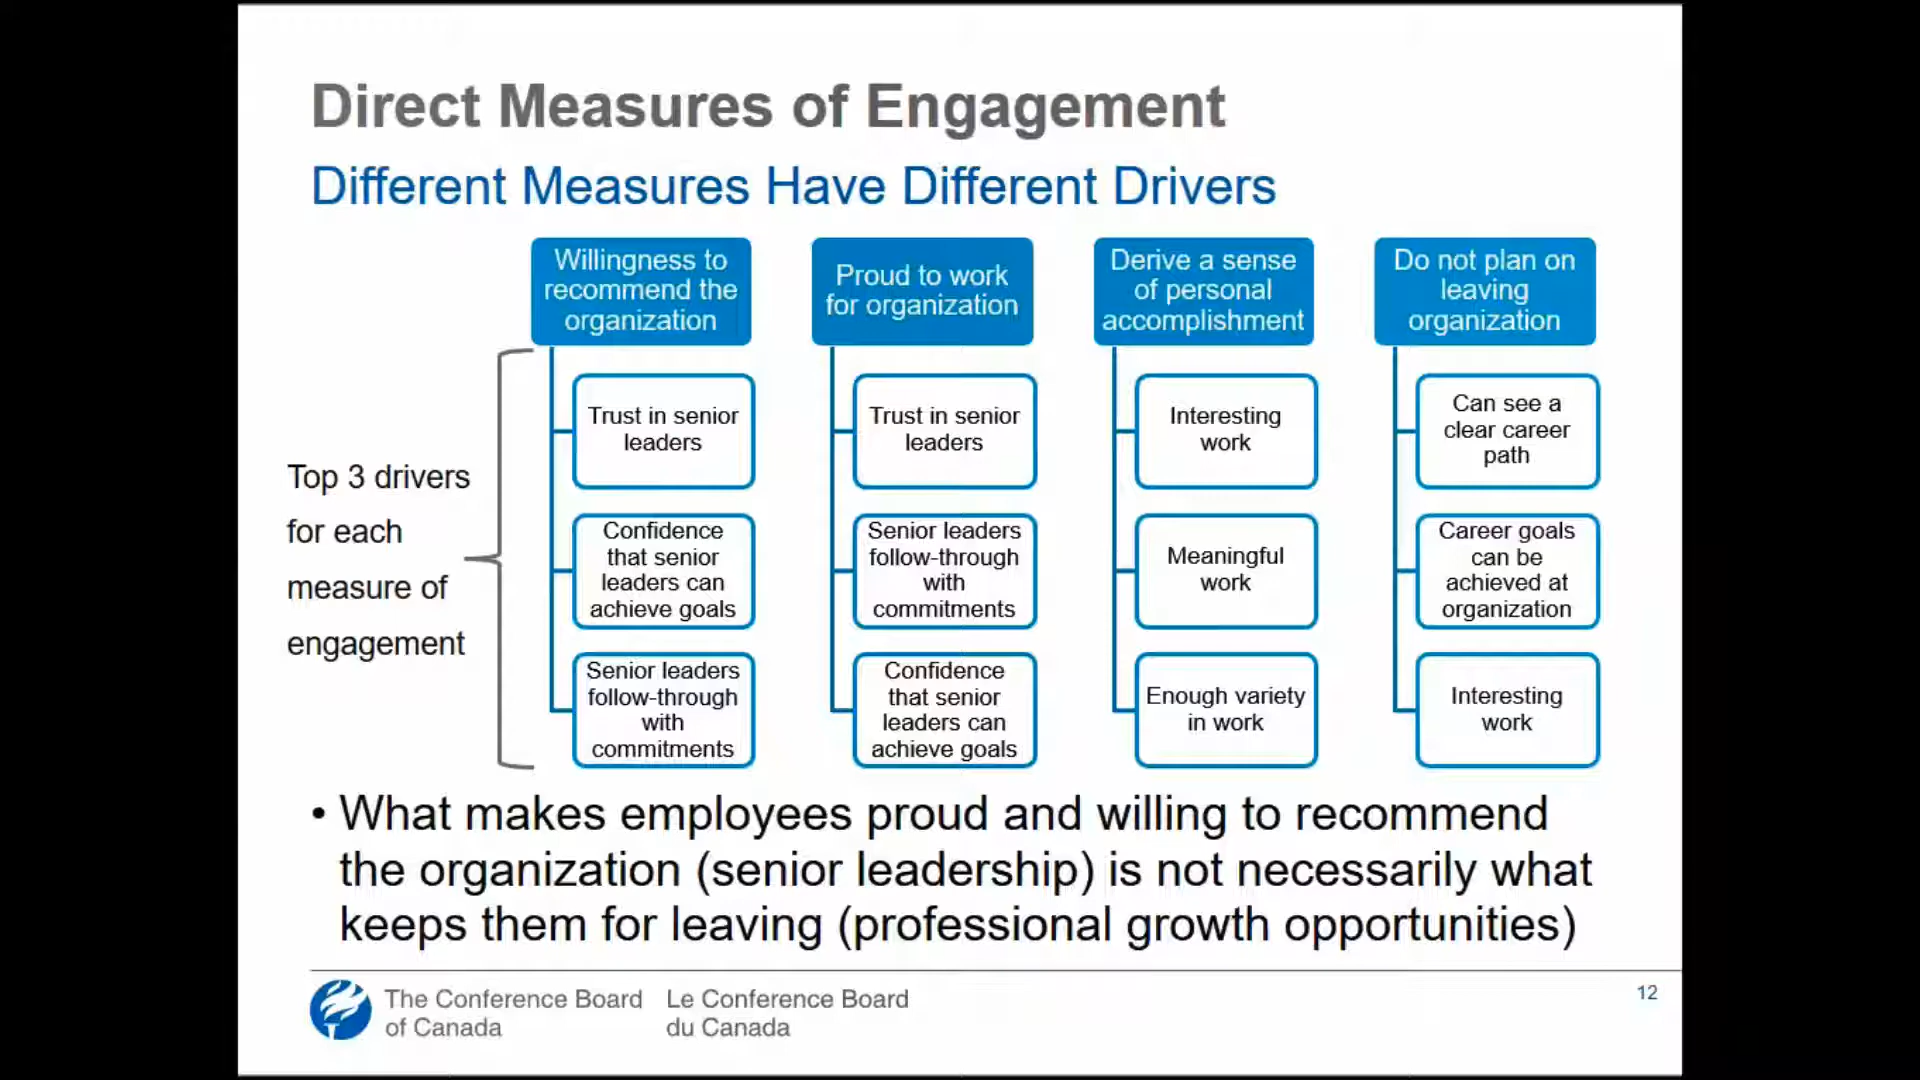 Direct Measures of Engagement
Different Measures Have Different Drivers
Willingness to
recommend the
organization
Proud to work
for organization
Derive a sense
of personal
accomplishment
Do not plan on
leaving
organization
Top 3 drivers
for each
measure of
engagement
Trust in senior
leaders
Confidence
that senior
leaders can
achieve goals
Senior leaders
follow-through
with
commitments
Trust in senior
leaders
Senior leaders
follow-through
with
commitments
Confidence
that senior
leaders can
achieve goals
Interesting
work
Meaningful
work
Enough variety
in work
Can see a
clear career
path
Career goals
can be
achieved at
organization
Interesting
work
• What makes employees proud and willing to recommend
the organization (senior leadership) is not necessarily what
keeps them for leaving (professional growth opportunities)
The Conference Board
of Canada
Le Conference Board
du Canada
12